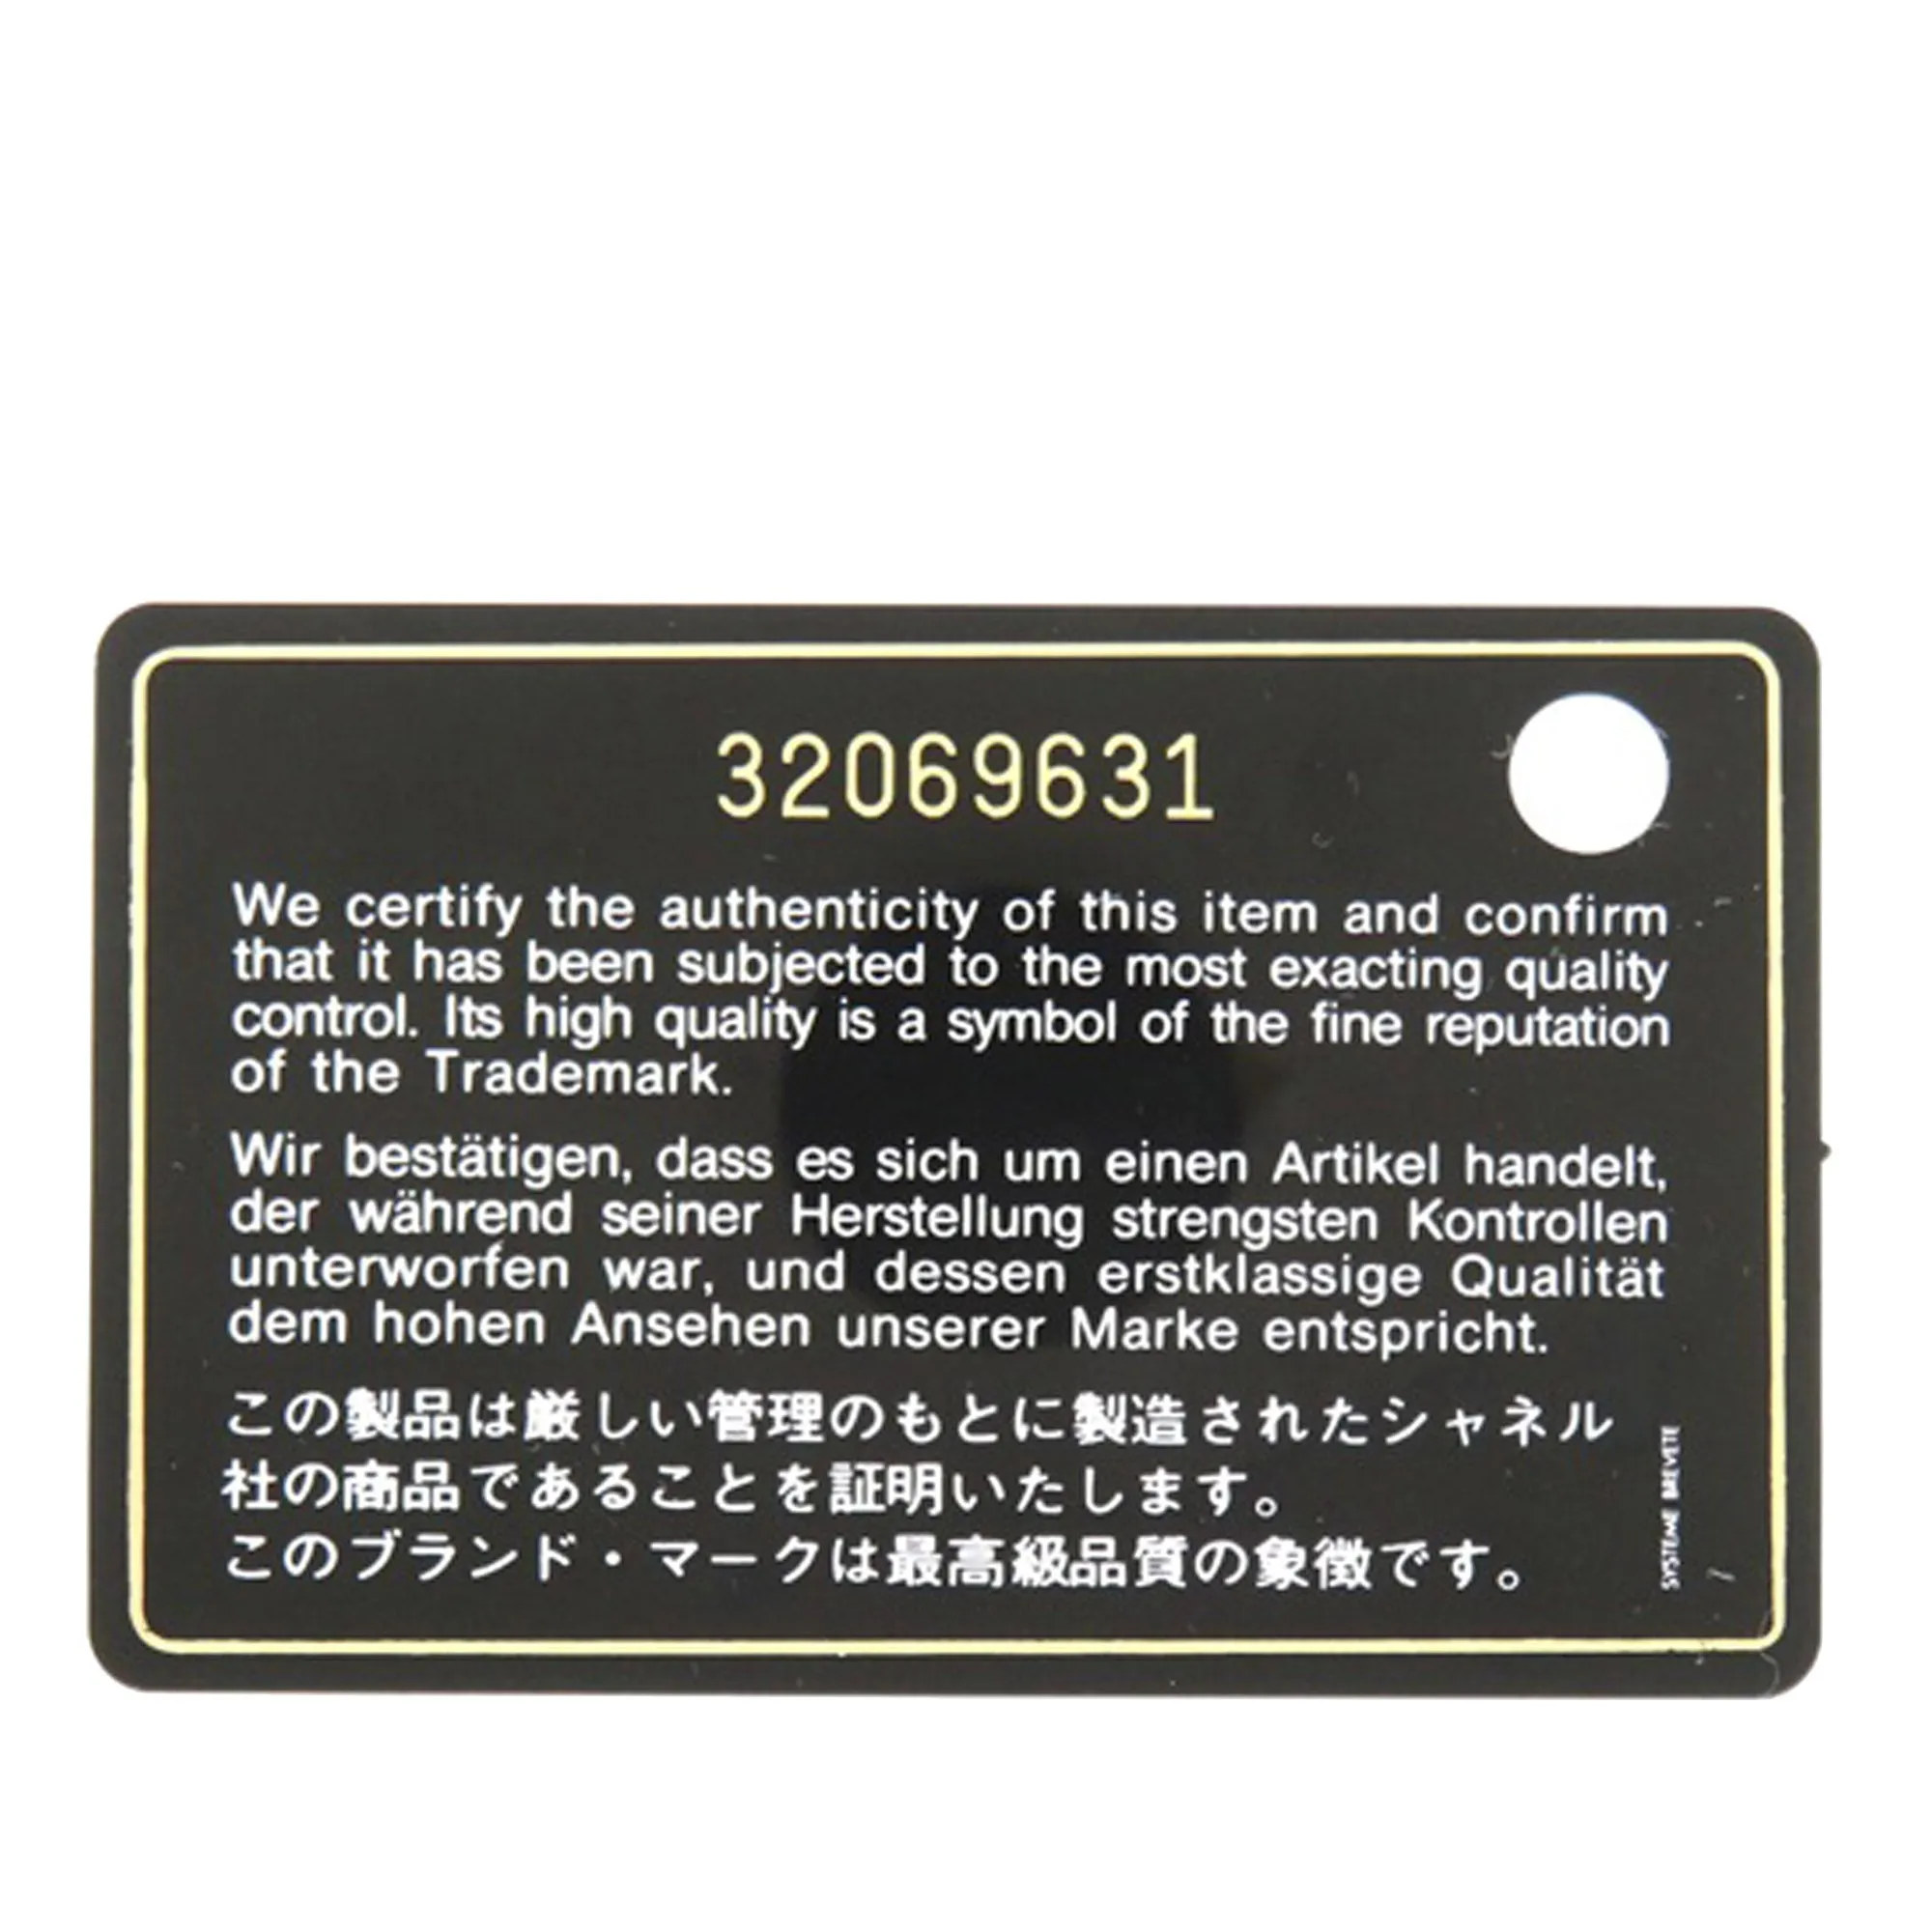 32069631
We certify the authenticity of this item and confirm
that it has been subjected to the most exacting quality
control. Its high quality is a symbol of the fine reputation
of the Trademark.
Wir bestätigen, dass es sich um einen Artikel handelt,
der während seiner Herstellung strengsten Kontrollen
unterworfen war, und dessen erstklassige Qualität
dem hohen Ansehen unserer Marke entspricht.
この製品は厳しい管理のもとに製造されたシャネル
社の商品であることを証明いたします。
このブランド・マークは最高級品質の象徴です。
SYSTEME BREVETE